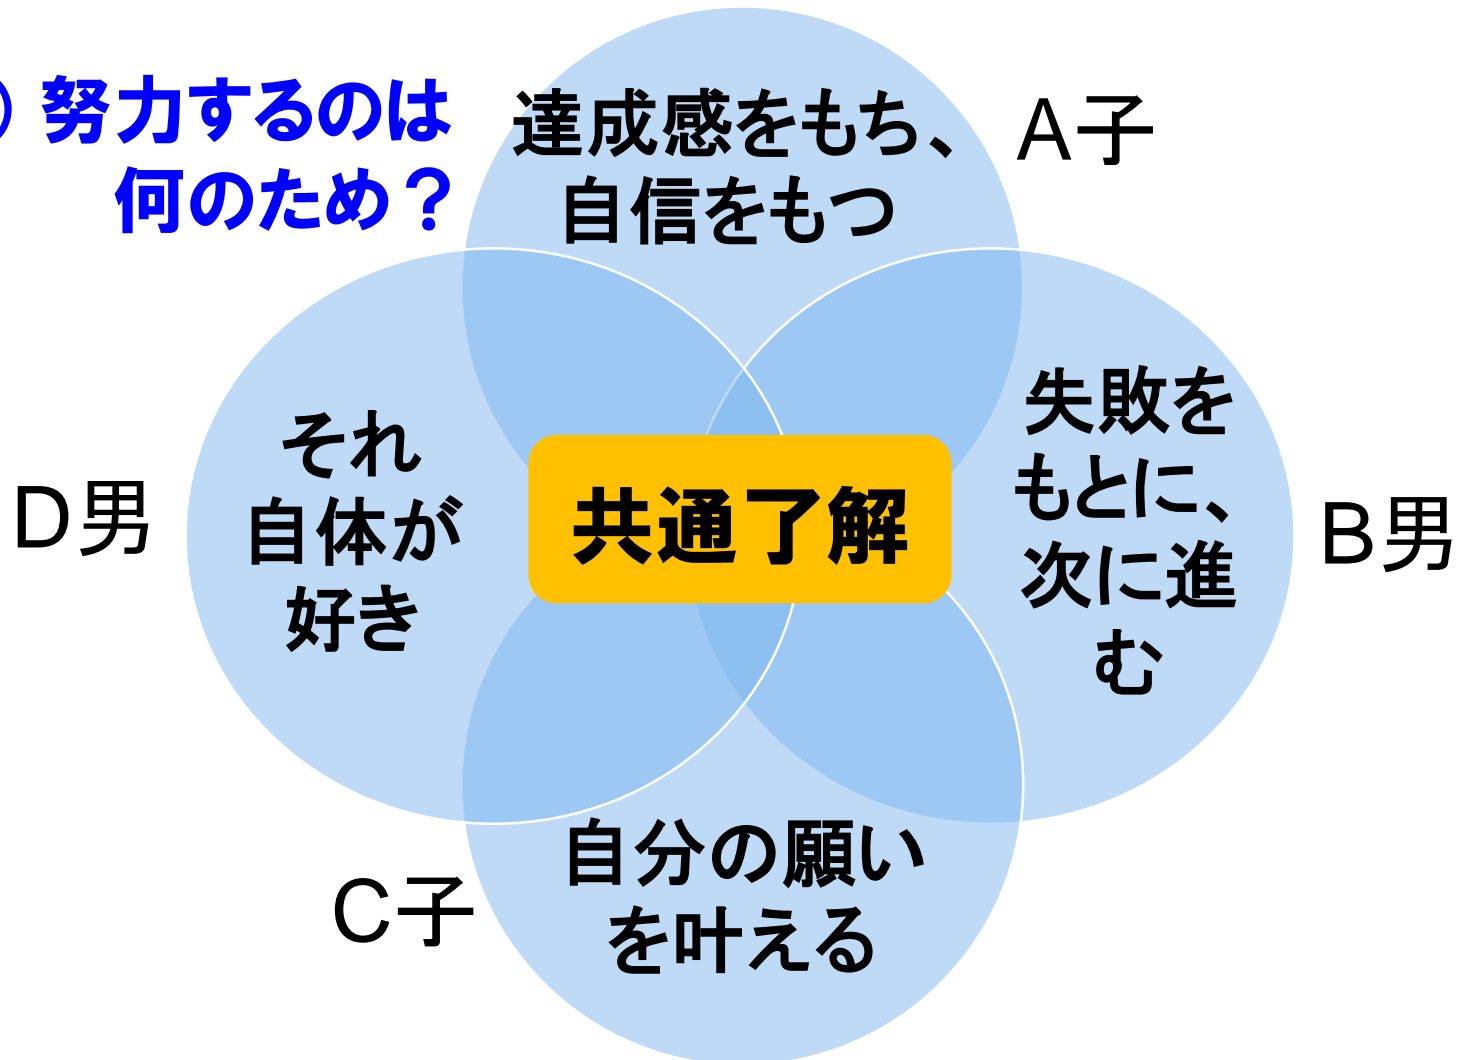 ) 努力するのは
何のため？
達成感をもち、
自信をもつ
A子
失敗を
もとに、
次に進
む
B男
共通了解
それ
自体が
好き
D男
自分の願い
を叶える
C子